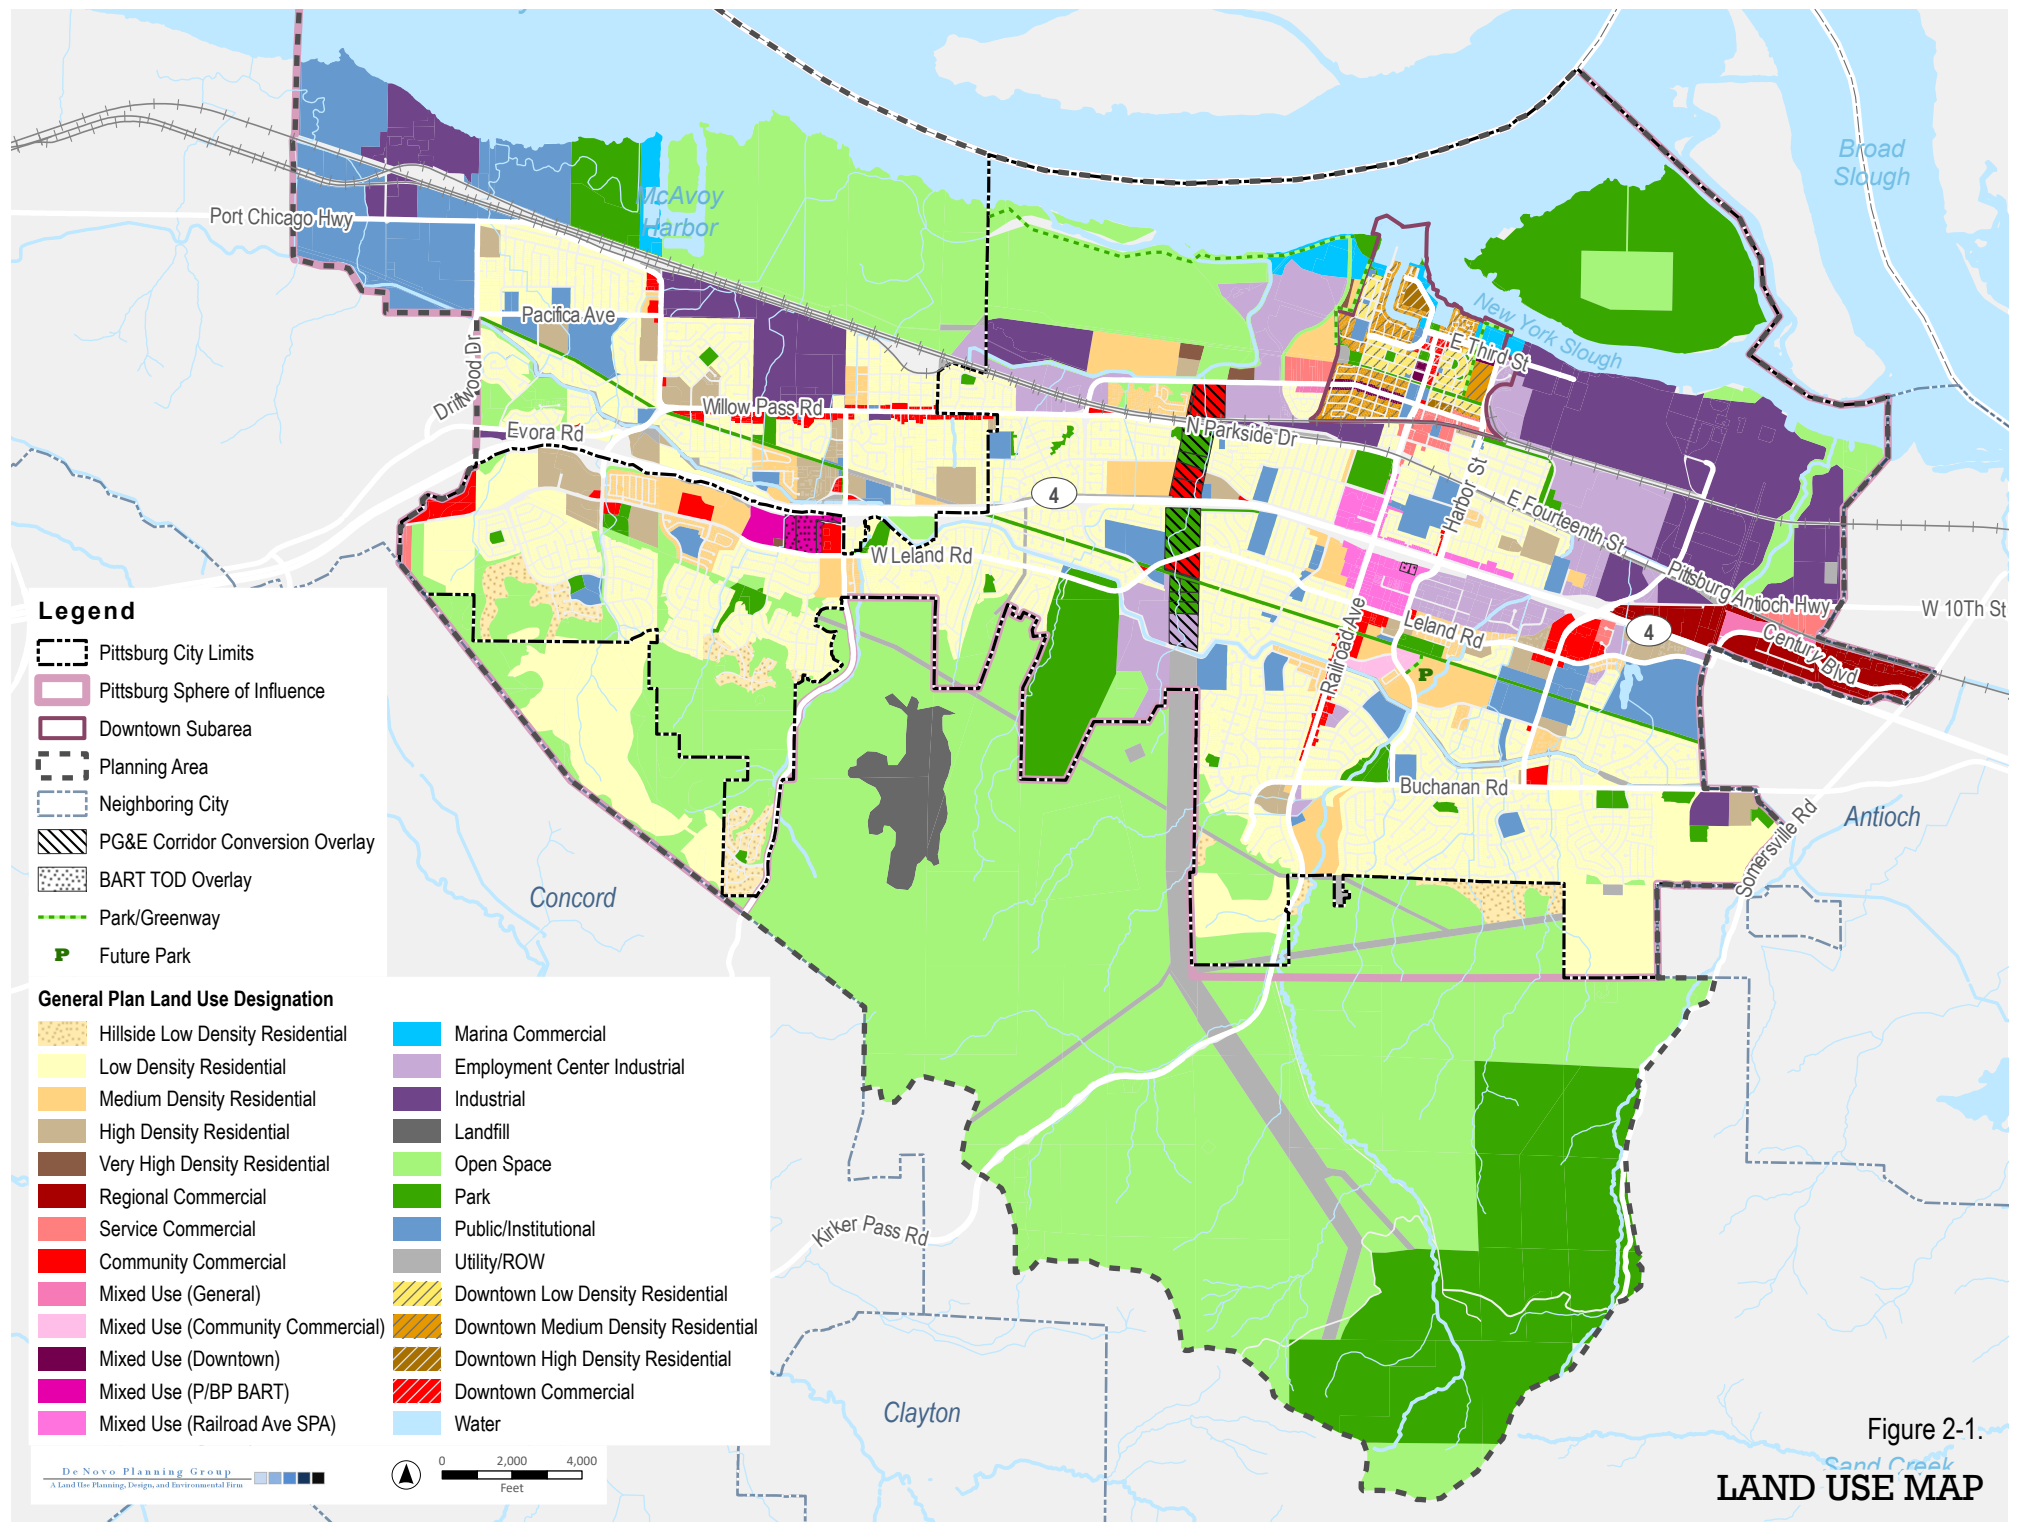 Broad
Slough
McAvoy
Harbor
Port Chicago Hwy
New York Slough
Pacifica Ave
E Third St
Driftwood Dr
Willow Pass Rd
Evora Rd
N Parkside Dr
4
Harbor St
E Fourteenth St
W Leland Rd
Pittsburg Antioch Hwy
W 10Th St
Leland Rd
4
Century Blvd
Railroad Ave
P
Buchanan Rd
Somersville Rd
Antioch
Concord
Kirker Pass Rd
Clayton
Sand Creek
Legend
Pittsburg City Limits
Pittsburg Sphere of Influence
Downtown Subarea
Planning Area
Neighboring City
PG&E Corridor Conversion Overlay
BART TOD Overlay
Park/Greenway
P Future Park
General Plan Land Use Designation
Hillside Low Density Residential
Low Density Residential
Medium Density Residential
High Density Residential
Very High Density Residential
Regional Commercial
Service Commercial
Community Commercial
Mixed Use (General)
Mixed Use (Community Commercial)
Mixed Use (Downtown)
Mixed Use (P/BP BART)
Mixed Use (Railroad Ave SPA)
Marina Commercial
Employment Center Industrial
Industrial
Landfill
Open Space
Park
Public/Institutional
Utility/ROW
Downtown Low Density Residential
Downtown Medium Density Residential
Downtown High Density Residential
Downtown Commercial
Water
De Novo Planning Group
A Land Use Planning, Design, and Environmental Firm
0 2,000 4,000
Feet
Figure 2-1.
LAND USE MAP